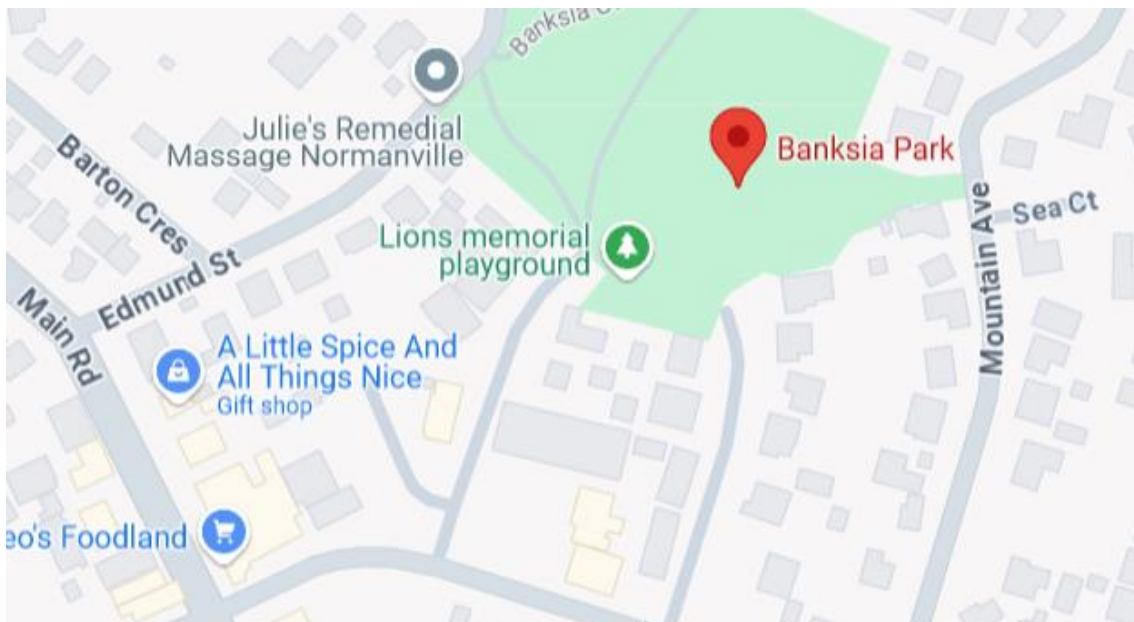 Banksia
Julie's Remedial
Massage Normanville
Banksia Park
Barton Cres
Sea Ct
Lions memorial
playground
Mountain Ave
Edmund St
Main Rd
A Little Spice And
All Things Nice
Gift shop
eo's Foodland